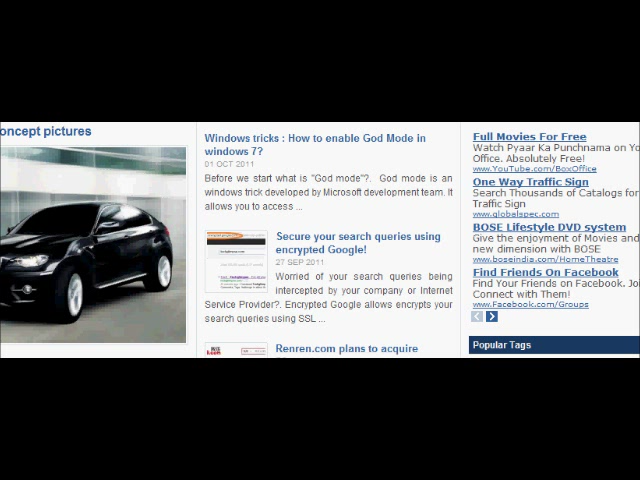 oncept pictures
Windows tricks : How to enable God Mode in
windows 7?
01 OCT 2011
Before we start what is "God mode"?. God mode is an
windows trick developed by Microsoft development team. It
allows you to access ...
Secure your search queries using
encrypted Google!
27 SEP 2011
Worried of your search queries being
intercepted by your company or Internet
Service Provider?. Encrypted Google allows encrypts your
search queries using SSL ...
Renren.com plans to acquire
Full Movies For Free
Watch Pyaar Ka Punchnama on Yo
Office. Absolutely Free!
www.YouTube.com/BoxOffice
One Way Traffic Sign
Search Thousands of Catalogs for
Traffic Sign
www.globalspec.com
BOSE Lifestyle DVD system
Give the enjoyment of Movies and
new dimension with BOSE
www.boseindia.com/HomeTheatre
Find Friends On Facebook
Find Your Friends on Facebook. Joi
Connect with Them!
www.Facebook.com/Groups
Popular Tags